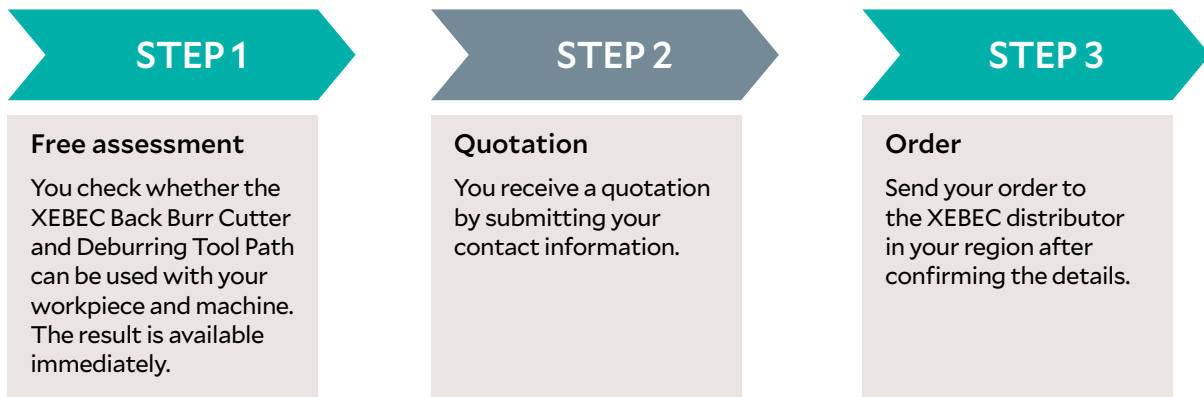 STEP 1
Free assessment
You check whether the
XEBEC Back Burr Cutter
and Deburring Tool Path
can be used with your
workpiece and machine.
The result is available
immediately.
STEP 2
Quotation
You receive a quotation
by submitting your
contact information.
STEP 3
Order
Send your order to
the XEBEC distributor
in your region after
confirming the details.